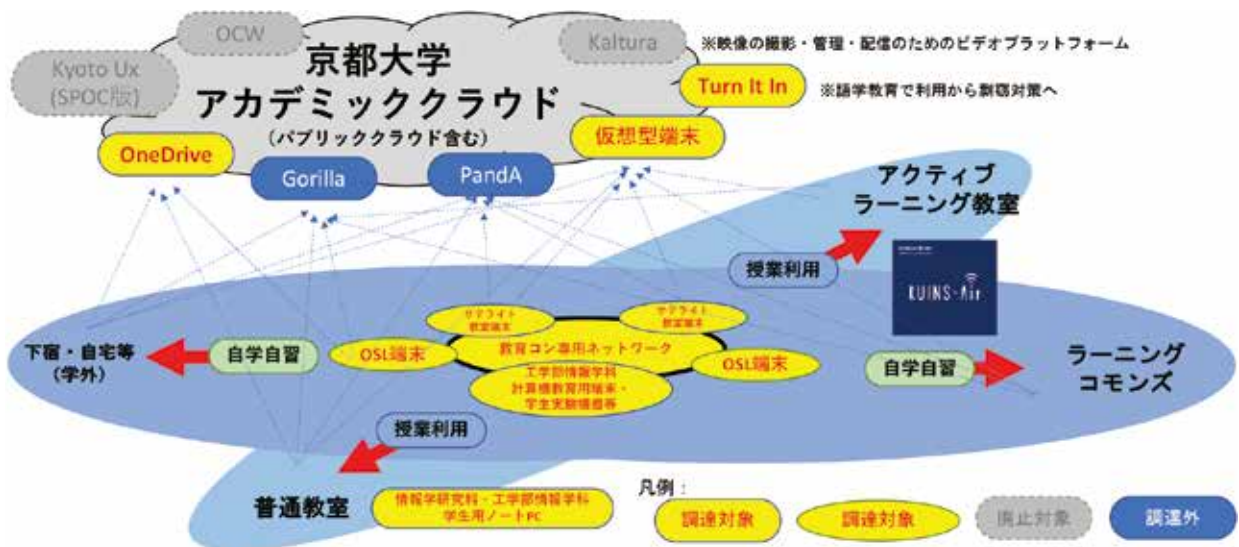 OCW
Kaltura
※映像の撮影・管理・配信のためのビデオプラットフォーム
Kyoto Ux
(SPOC版)
京都大学
アカデミッククラウド
(パブリッククラウド含む)
Turn It In
※語学教育で利用から剽窃対策へ
OneDrive
Gorilla
PandA
仮想型端末
アクティブ
ラーニング教室
授業利用
KUINS-Air
サテライト
教室端末
サテライト
教室端末
下宿・自宅等
(学外)
自学自習
OSL端末
教育コン専用ネットワーク
OSL端末
自学自習
ラーニング
コモンズ
工学部情報学科
計算機教育用端末・
学生実験機器等
授業利用
普通教室
情報学研究科・工学部情報学科
学生用ノートPC
凡例：
調達対象
調達対象
廃止対象
調達外